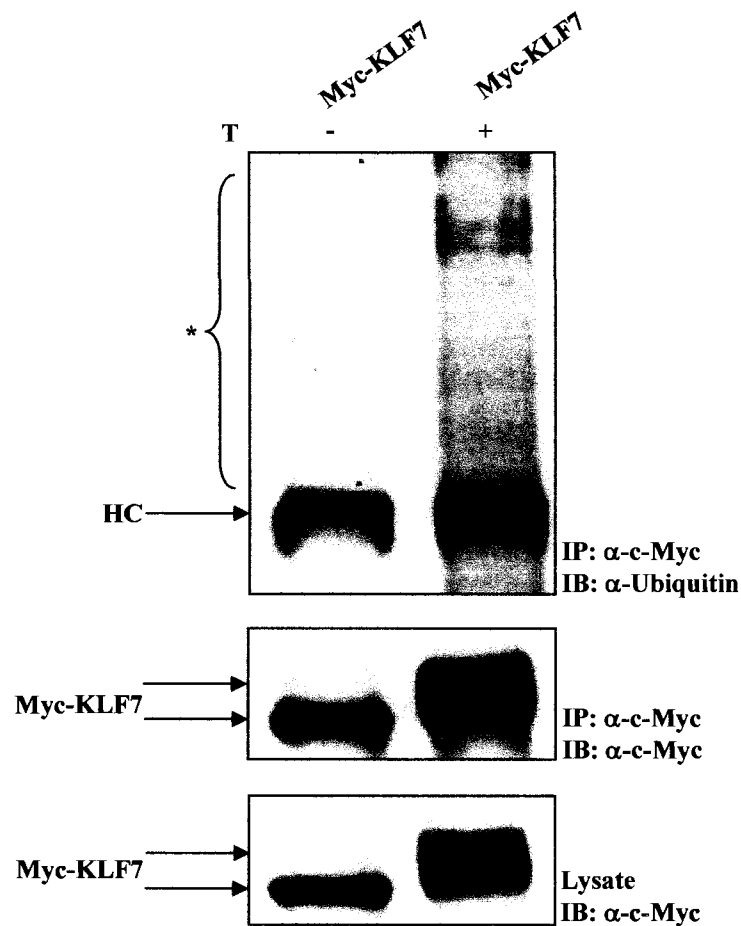 Myc-KLF7 Myc-KLF7
T - +
*
HC
IP: α-c-Myc
IB: α-Ubiquitin
Myc-KLF7
IP: α-c-Myc
IB: α-c-Myc
Myc-KLF7
Lysate
IB: α-c-Myc